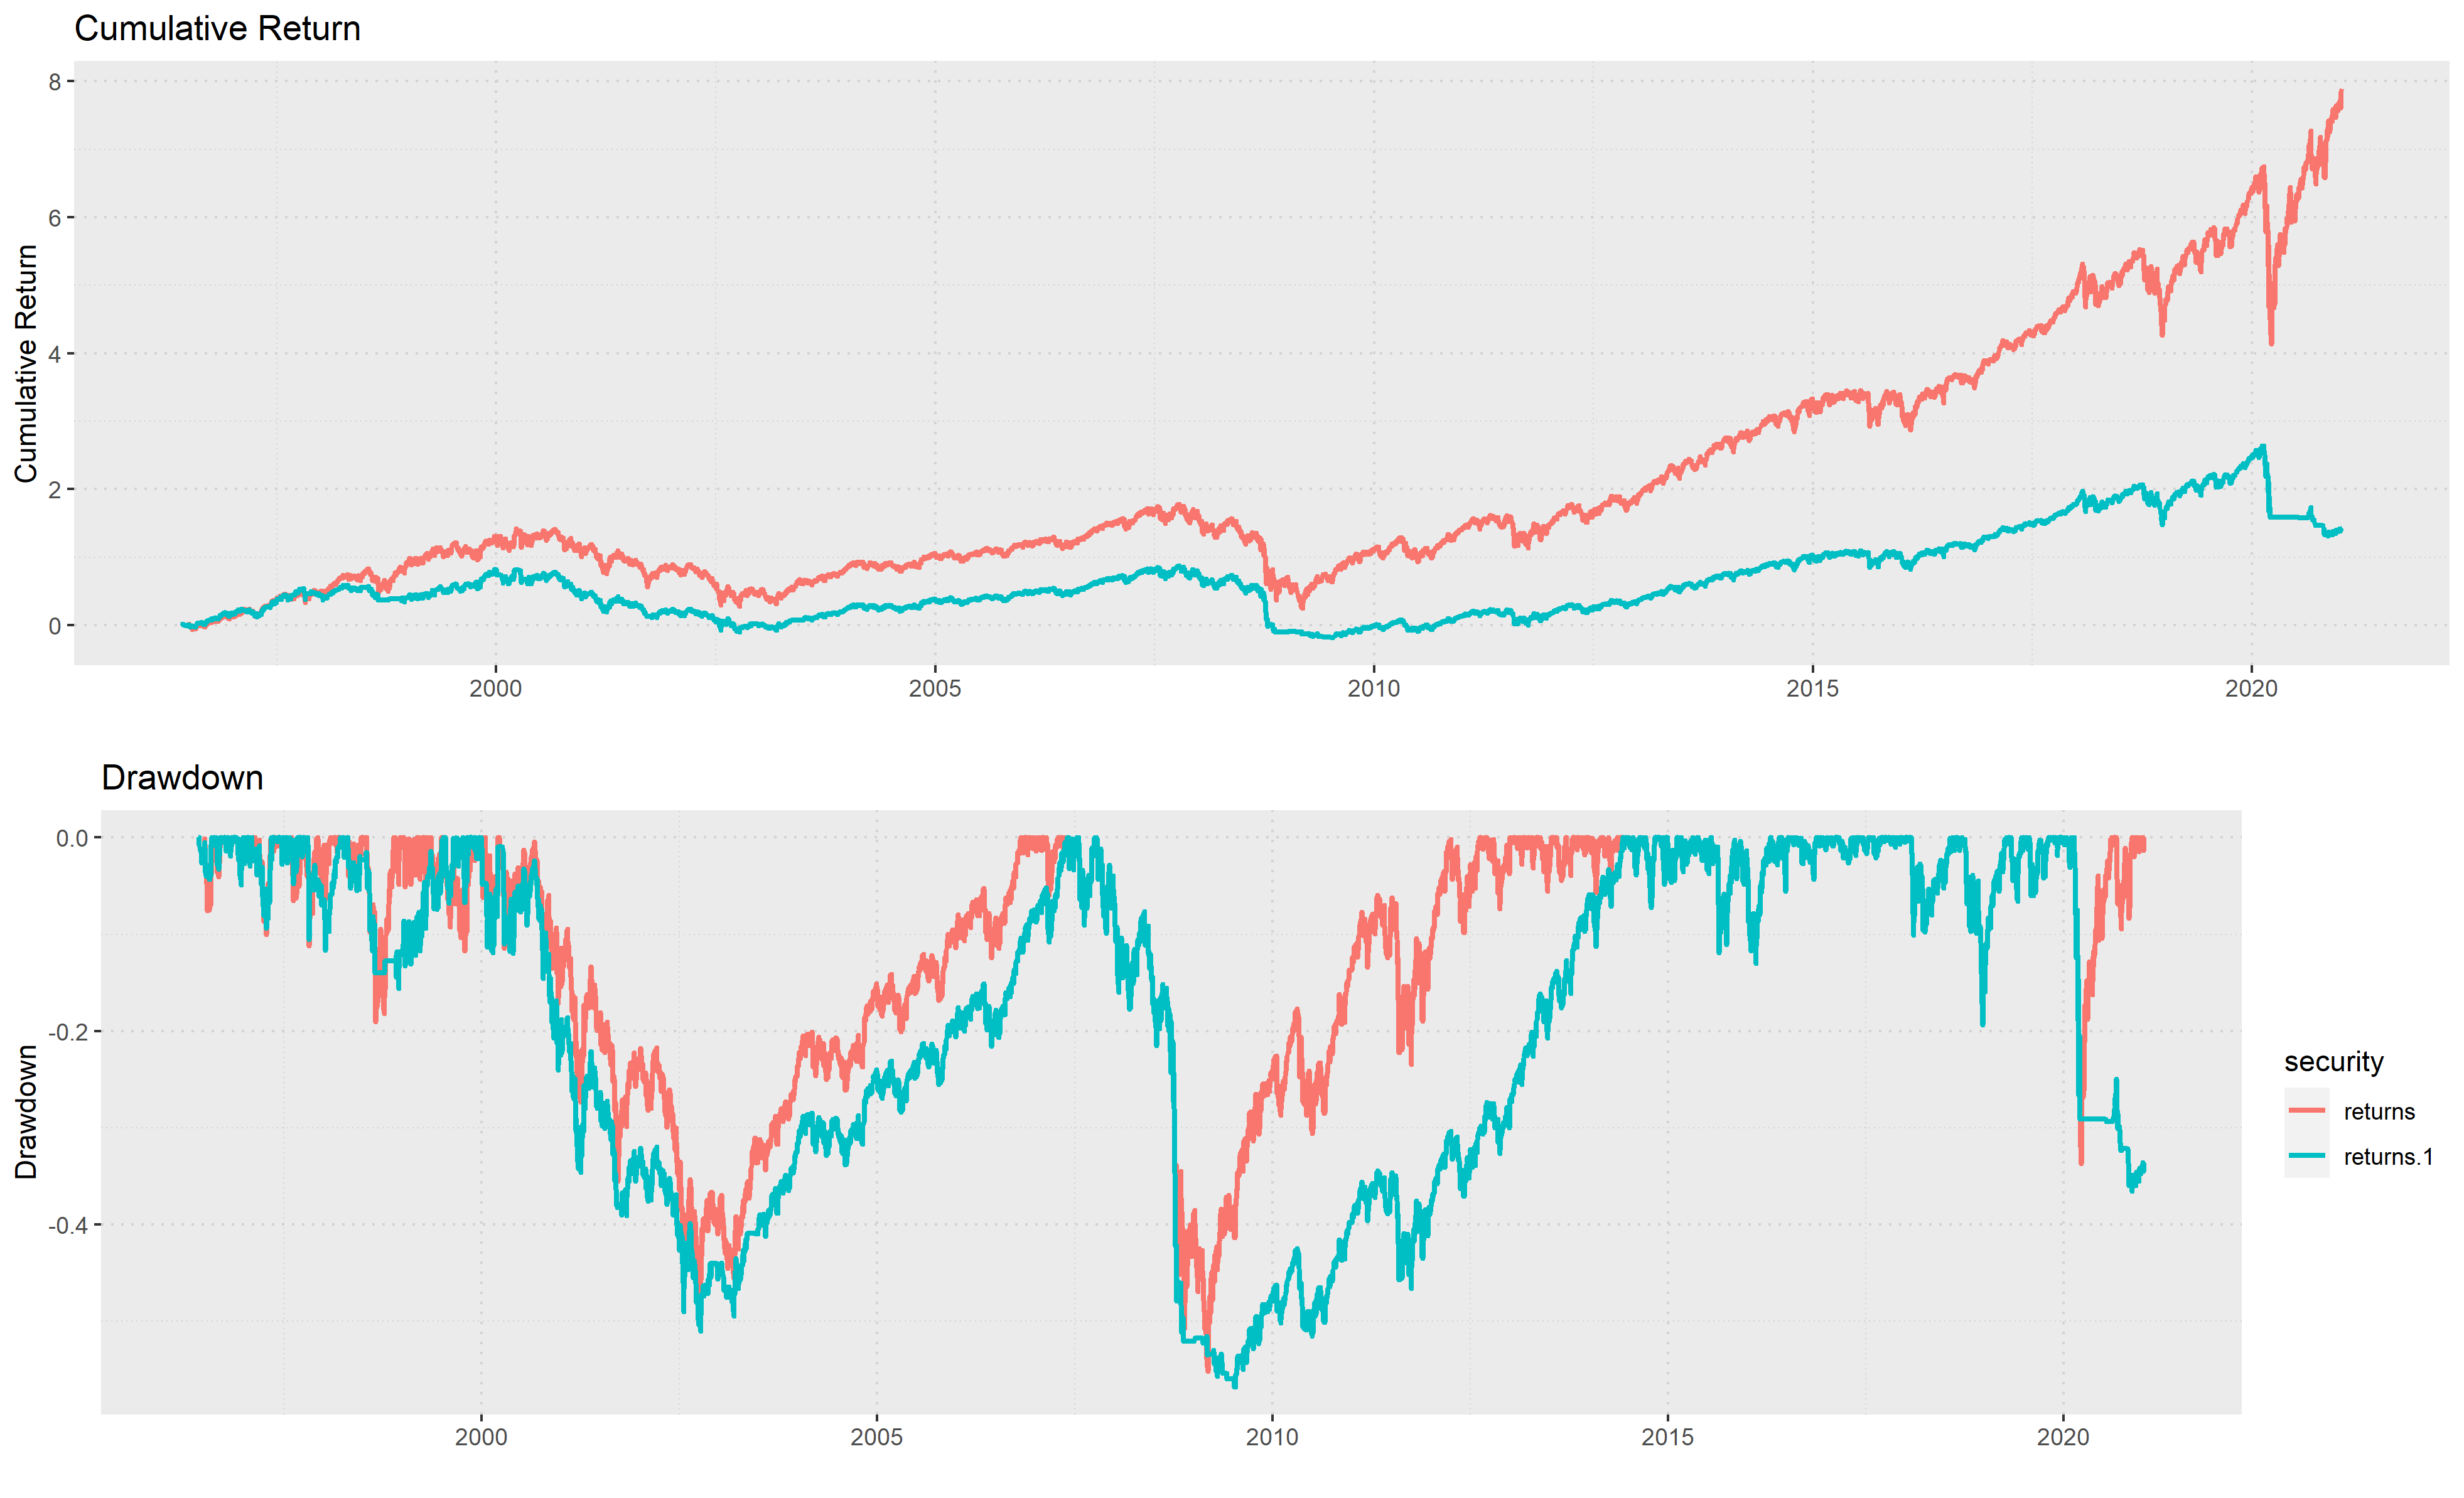 Cumulative Return
Cumulative Return
8
6
4
2
0
2000 2005 2010 2015 2020
Drawdown
Drawdown
0.0
-0.2
-0.4
2000 2005 2010 2015 2020
security
returns
returns.1